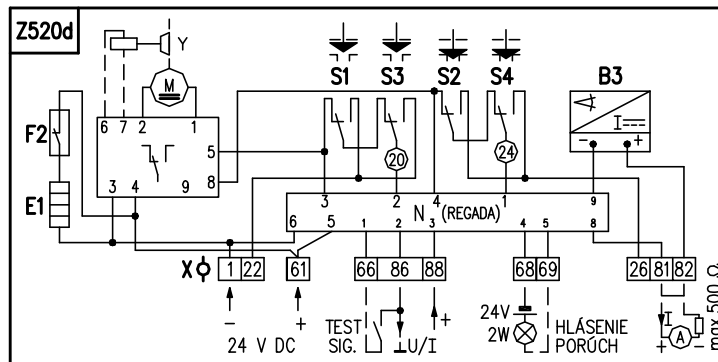 Z520d
Y
M
6 7 2 1
5
3 4 9 8
F2
E1
S1 S3 S2 S4
B3
I
- +
20
24
3 2 4 1 9
N (REGADA)
6 5 1 2 3 4 5 8
X
1 22 61 66 86 88 68 69 26 81 82
- +
24 V DC
TEST
SIG.
U/I
+
24V
2W
HLÁSENIE
PORÚCH
I
A
+ -
max.500 Ω